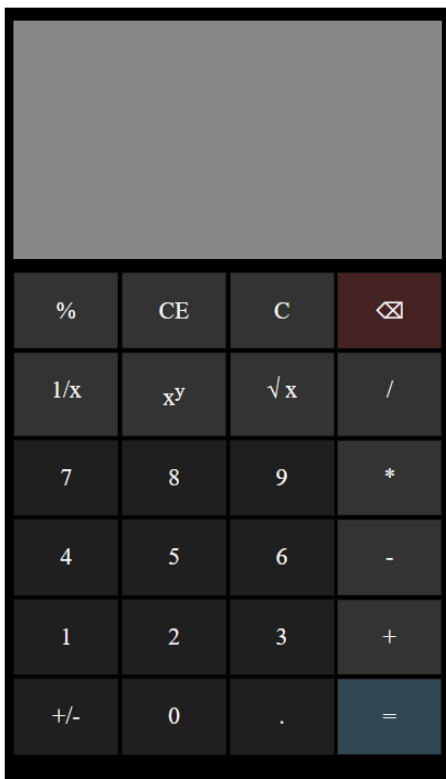 % CE C ⌫
1/x xʸ √ x /
7 8 9 *
4 5 6 -
1 2 3 +
+/- 0 . =